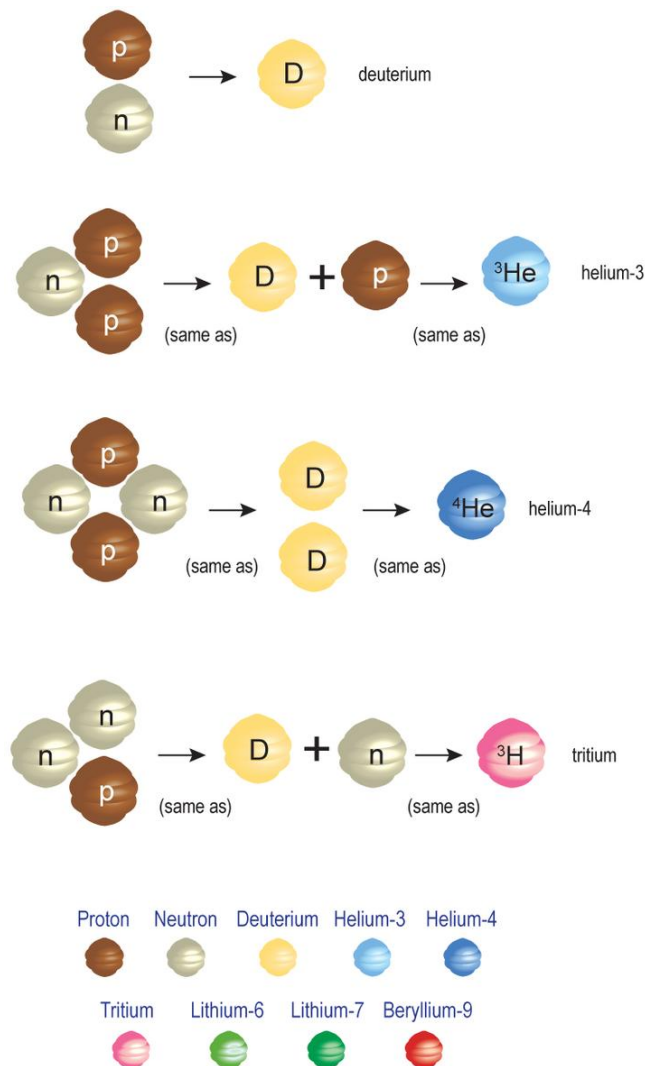 p
D
deuterium
n
p
n
D
+
p
³He
helium-3
p
(same as)
(same as)
p
n
n
D
⁴He
helium-4
p
D
(same as)
(same as)
n
n
D
+
n
³H
tritium
p
(same as)
(same as)
Proton Neutron Deuterium Helium-3 Helium-4
Tritium Lithium-6 Lithium-7 Beryllium-9